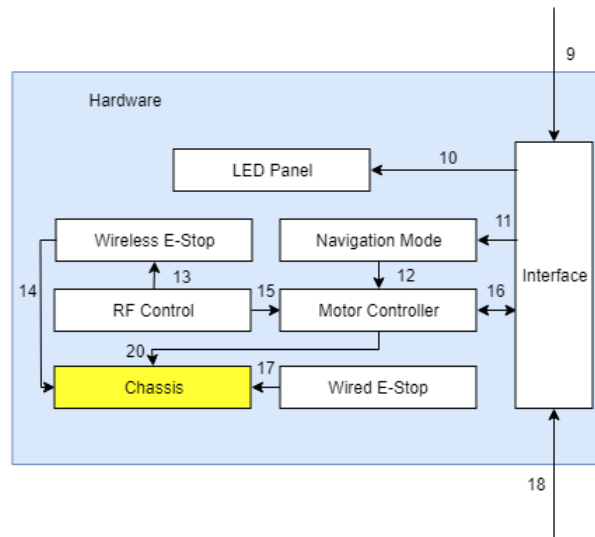 9
Hardware
10
LED Panel
11
Wireless E-Stop
Navigation Mode
13
12
Interface
14
15
16
RF Control
Motor Controller
20
17
Chassis
Wired E-Stop
18